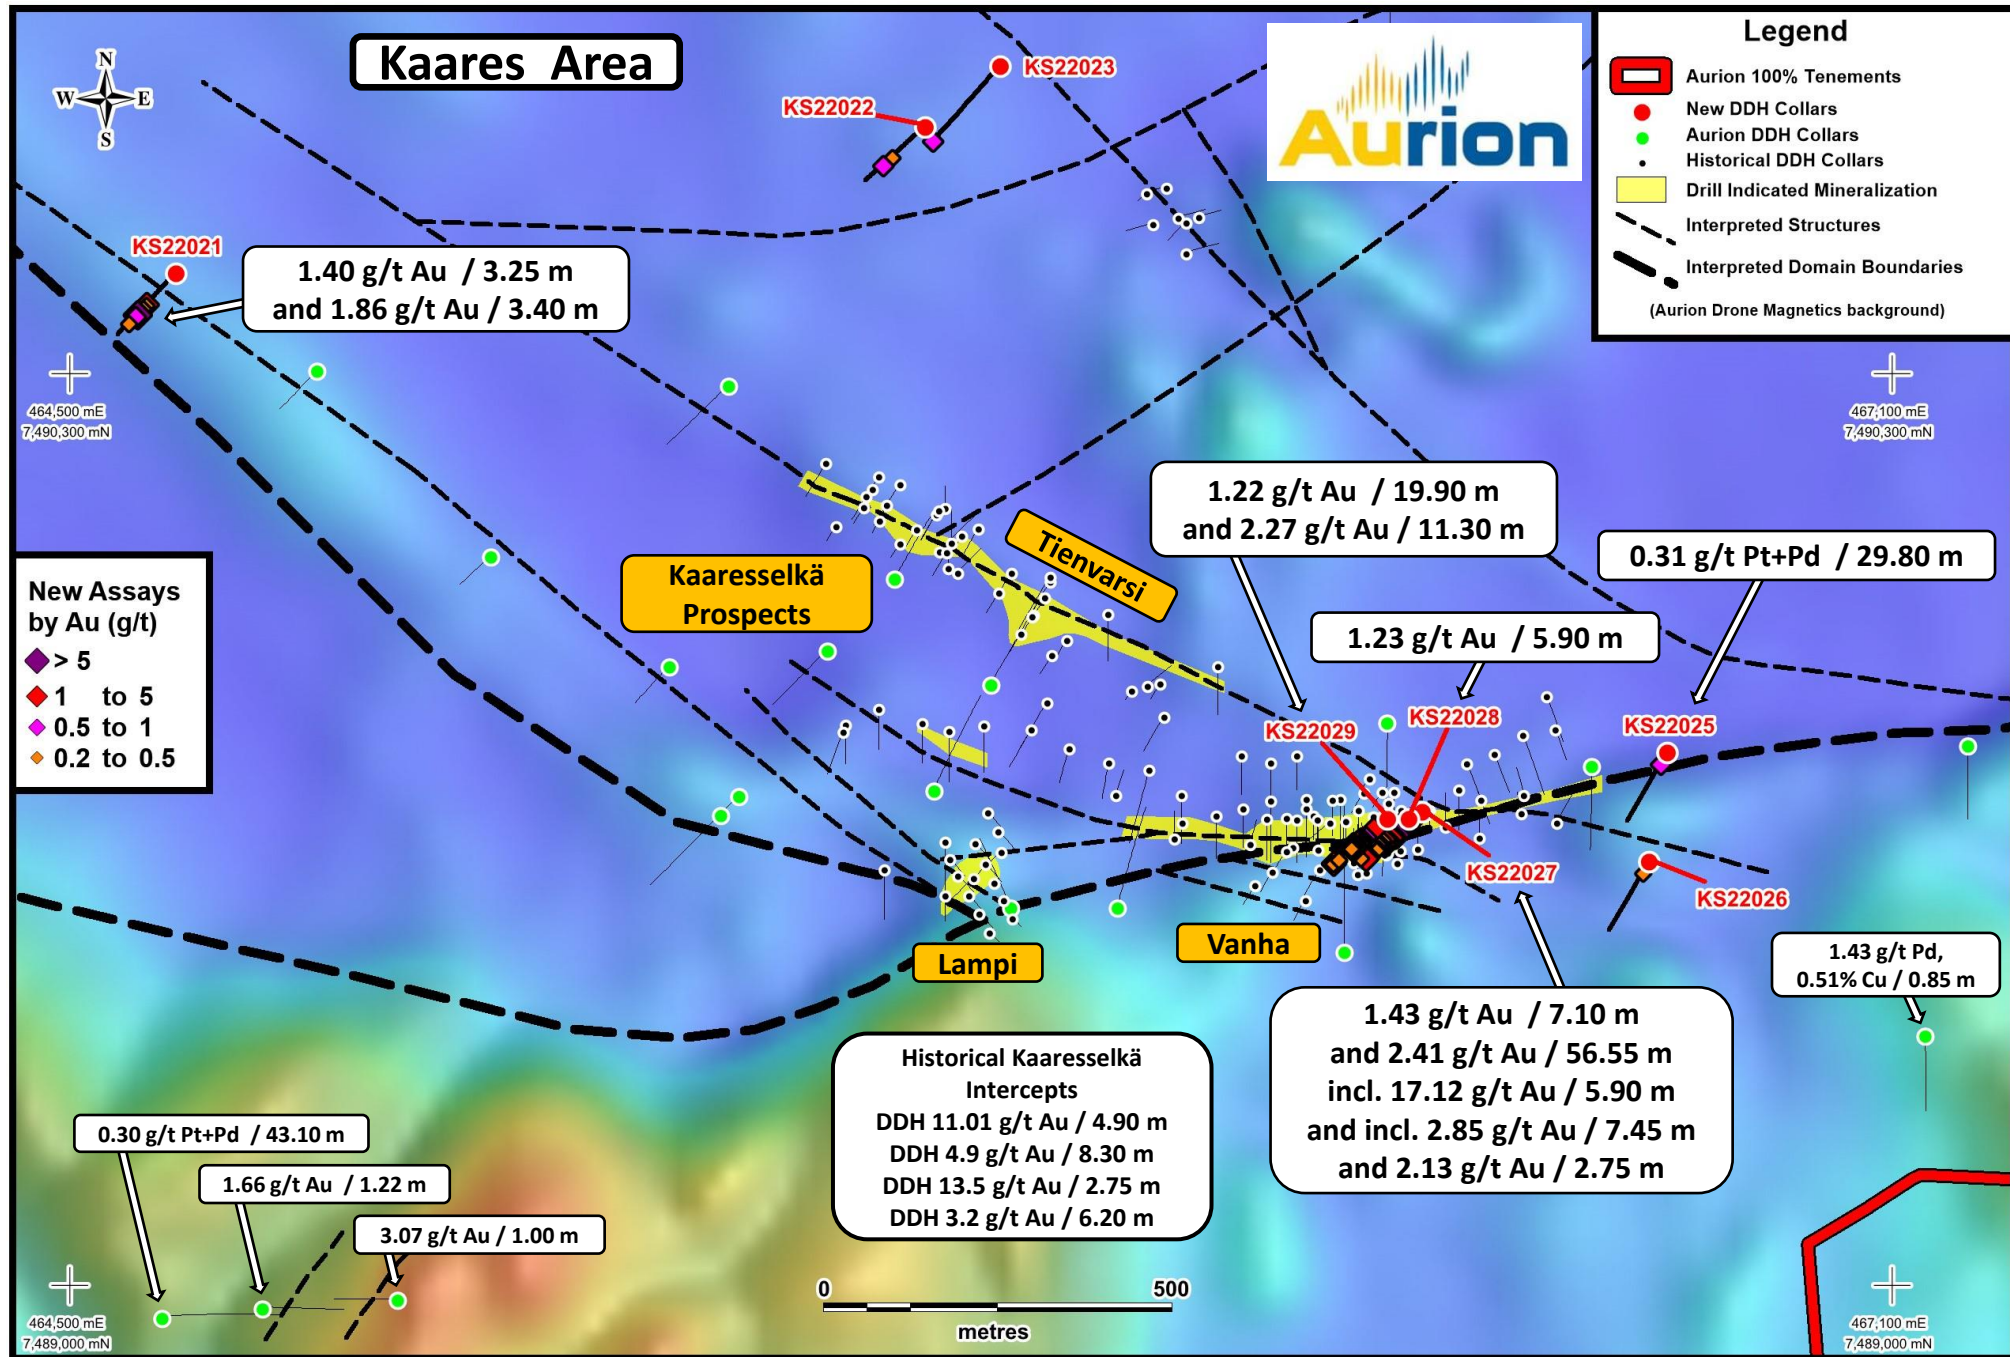 Kaares Area
N
W
E
S
KS22023
KS22022
KS22021
1.40 g/t Au / 3.25 m
and 1.86 g/t Au / 3.40 m
Aurion
Legend
Aurion 100% Tenements
New DDH Collars
Aurion DDH Collars
Historical DDH Collars
Drill Indicated Mineralization
Interpreted Structures
Interpreted Domain Boundaries
(Aurion Drone Magnetics background)
464,500 mE
7,490,300 mN
467,100 mE
7,490,300 mN
1.22 g/t Au / 19.90 m
and 2.27 g/t Au / 11.30 m
0.31 g/t Pt+Pd / 29.80 m
Tienvarsi
Kaaresselkä
Prospects
1.23 g/t Au / 5.90 m
New Assays
by Au (g/t)
> 5
1 to 5
0.5 to 1
0.2 to 0.5
KS22029
KS22028
KS22025
KS22027
KS22026
Vanha
Lampi
1.43 g/t Pd,
0.51% Cu / 0.85 m
1.43 g/t Au / 7.10 m
and 2.41 g/t Au / 56.55 m
incl. 17.12 g/t Au / 5.90 m
and incl. 2.85 g/t Au / 7.45 m
and 2.13 g/t Au / 2.75 m
Historical Kaaresselkä
Intercepts
DDH 11.01 g/t Au / 4.90 m
DDH 4.9 g/t Au / 8.30 m
DDH 13.5 g/t Au / 2.75 m
DDH 3.2 g/t Au / 6.20 m
0.30 g/t Pt+Pd / 43.10 m
1.66 g/t Au / 1.22 m
3.07 g/t Au / 1.00 m
0 500
metres
464,500 mE
7,489,000 mN
467,100 mE
7,489,000 mN